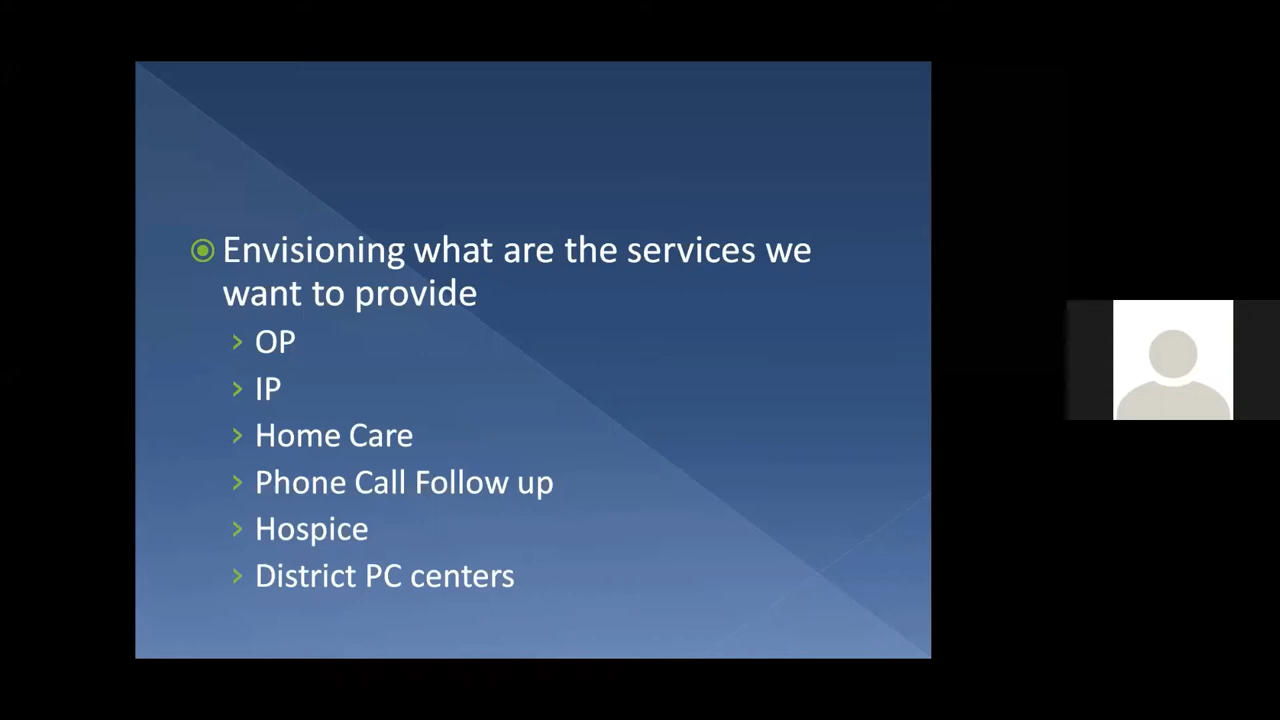 Envisioning what are the services we
want to provide
OP
IP
Home Care
Phone Call Follow up
Hospice
District PC centers